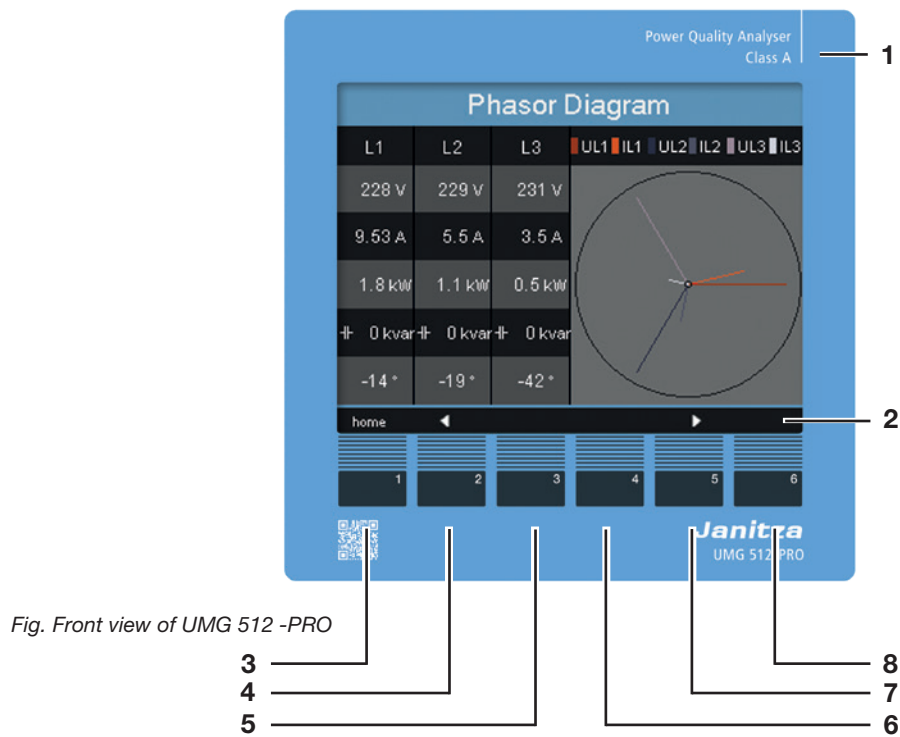 Power Quality Analyser
Class A
1
Phasor Diagram
L1 L2 L3 UL1 IL1 UL2 IL2 UL3 IL3
228 V 229 V 231 V
9.53 A 5.5 A 3.5 A
1.8 kW 1.1 kW 0.5 kW
0 kvar 0 kvar 0 kvar
-14 ° -19 ° -42 °
home
2
1 2 3 4 5 6
Janitza
UMG 512 PRO
Fig. Front view of UMG 512 -PRO
3 8
4 7
5 6